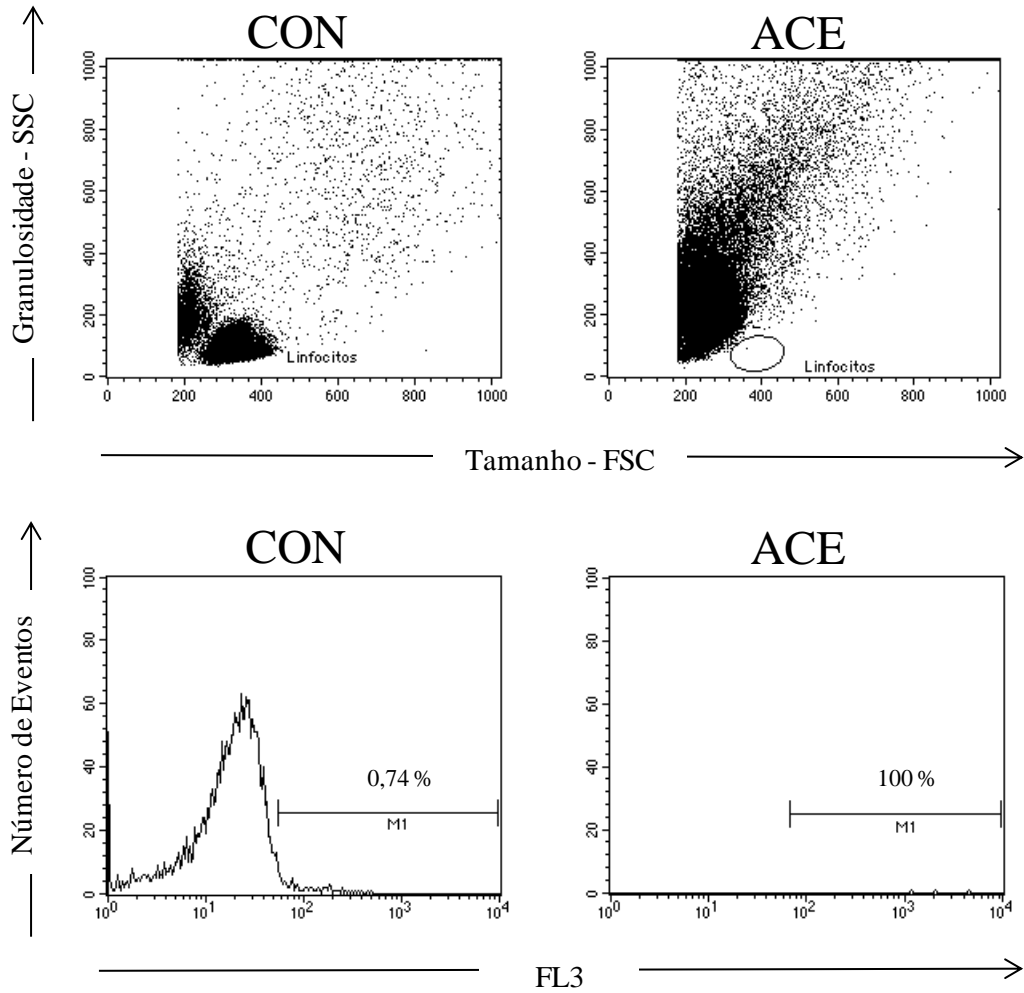 CON
ACE
Granulosidade - SSC
1000
800
600
400
200
0
Linfocitos
0 200 400 600 800 1000
1000
800
600
400
200
0
Linfocitos
0 200 400 600 800 1000
Tamanho - FSC
CON
ACE
Número de Eventos
100
80
60
40
20
0
0,74 %
M1
10⁰ 10¹ 10² 10³ 10⁴
100
80
60
40
20
0
100 %
M1
10⁰ 10¹ 10² 10³ 10⁴
FL3